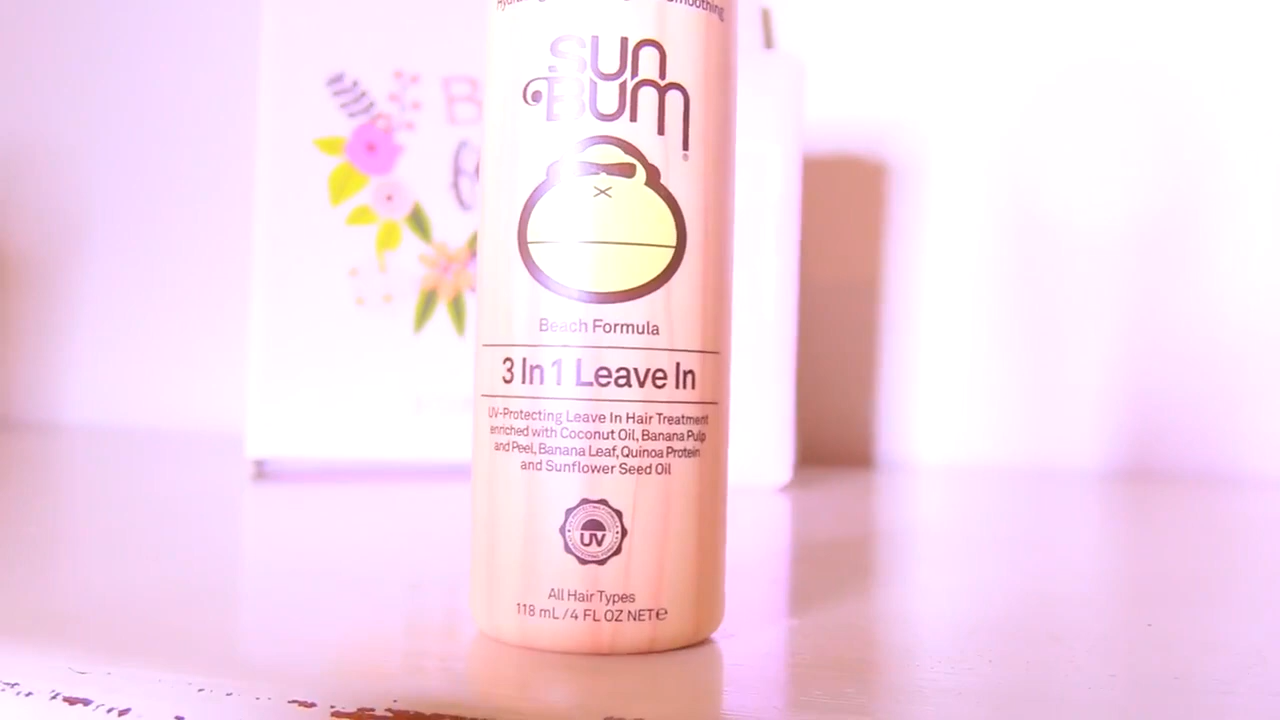 Smoothing
sun
Bum
Beach Formula
3 In 1 Leave In
UV-Protecting Leave In Hair Treatment
enriched with Coconut Oil, Banana Pulp
and Peel, Banana Leaf, Quinoa Protein
and Sunflower Seed Oil
UV
All Hair Types
118 mL/4 FL OZ NET℮